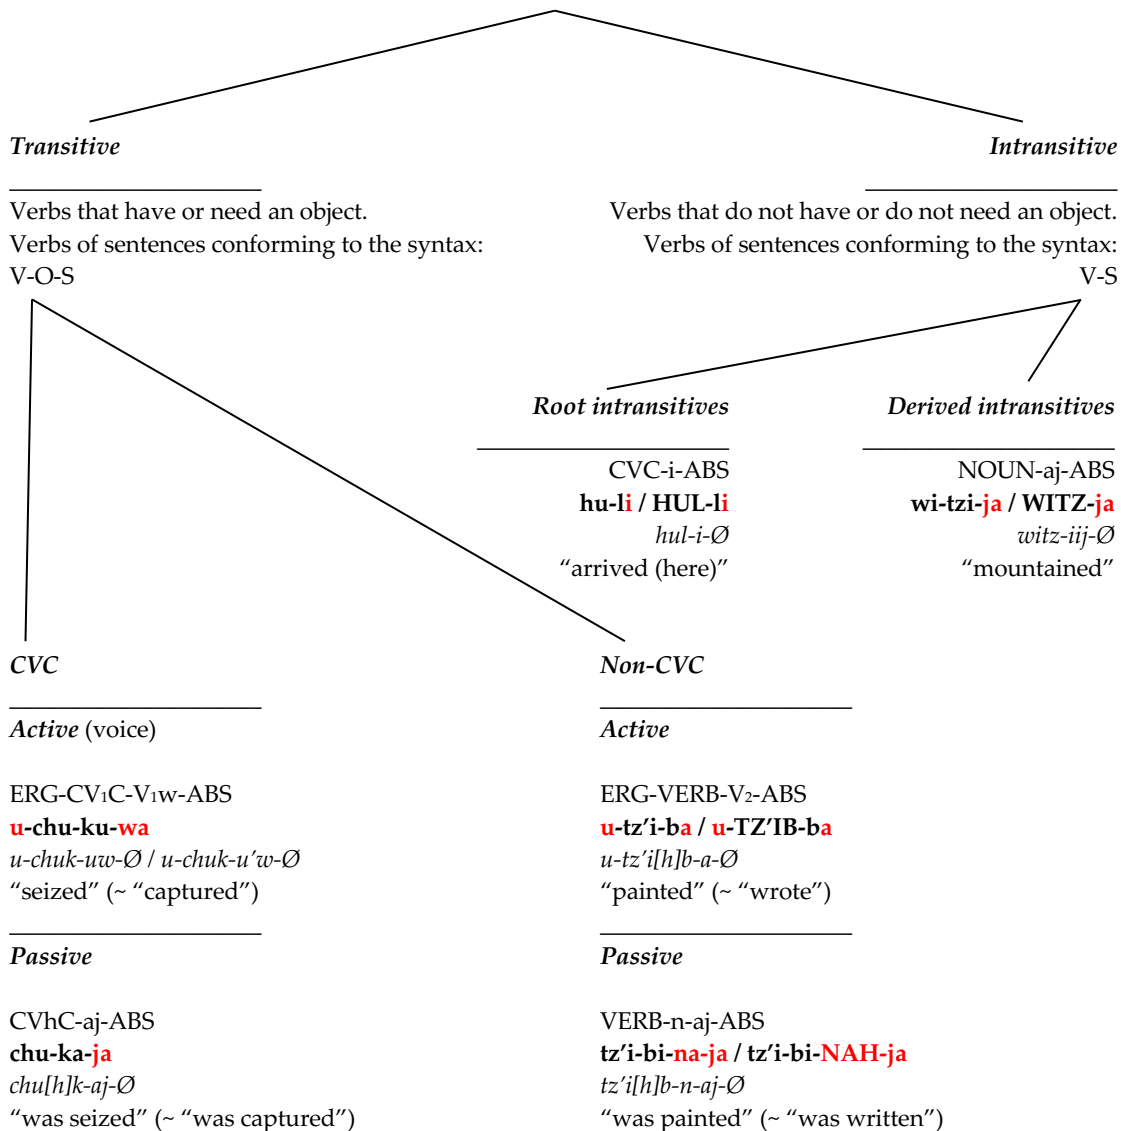 Transitive
Intransitive
Verbs that have or need an object.
Verbs of sentences conforming to the syntax:
V-O-S
Verbs that do not have or do not need an object.
Verbs of sentences conforming to the syntax:
V-S
Root intransitives
CVC-i-ABS
hu-li / HUL-li
hul-i-Ø
“arrived (here)”
Derived intransitives
NOUN-aj-ABS
wi-tzi-ja / WITZ-ja
witz-iij-Ø
“mountained”
CVC
Active (voice)
ERG-CV₁C-V₁w-ABS
u-chu-ku-wa
u-chuk-uw-Ø / u-chuk-u’w-Ø
“seized” (~ “captured”)
Passive
CVhC-aj-ABS
chu-ka-ja
chu[h]k-aj-Ø
“was seized” (~ “was captured”)
Non-CVC
Active
ERG-VERB-V₂-ABS
u-tz’i-ba / u-TZ’IB-ba
u-tz’i[h]b-a-Ø
“painted” (~ “wrote”)
Passive
VERB-n-aj-ABS
tz’i-bi-na-ja / tz’i-bi-NAH-ja
tz’i[h]b-n-aj-Ø
“was painted” (~ “was written”)